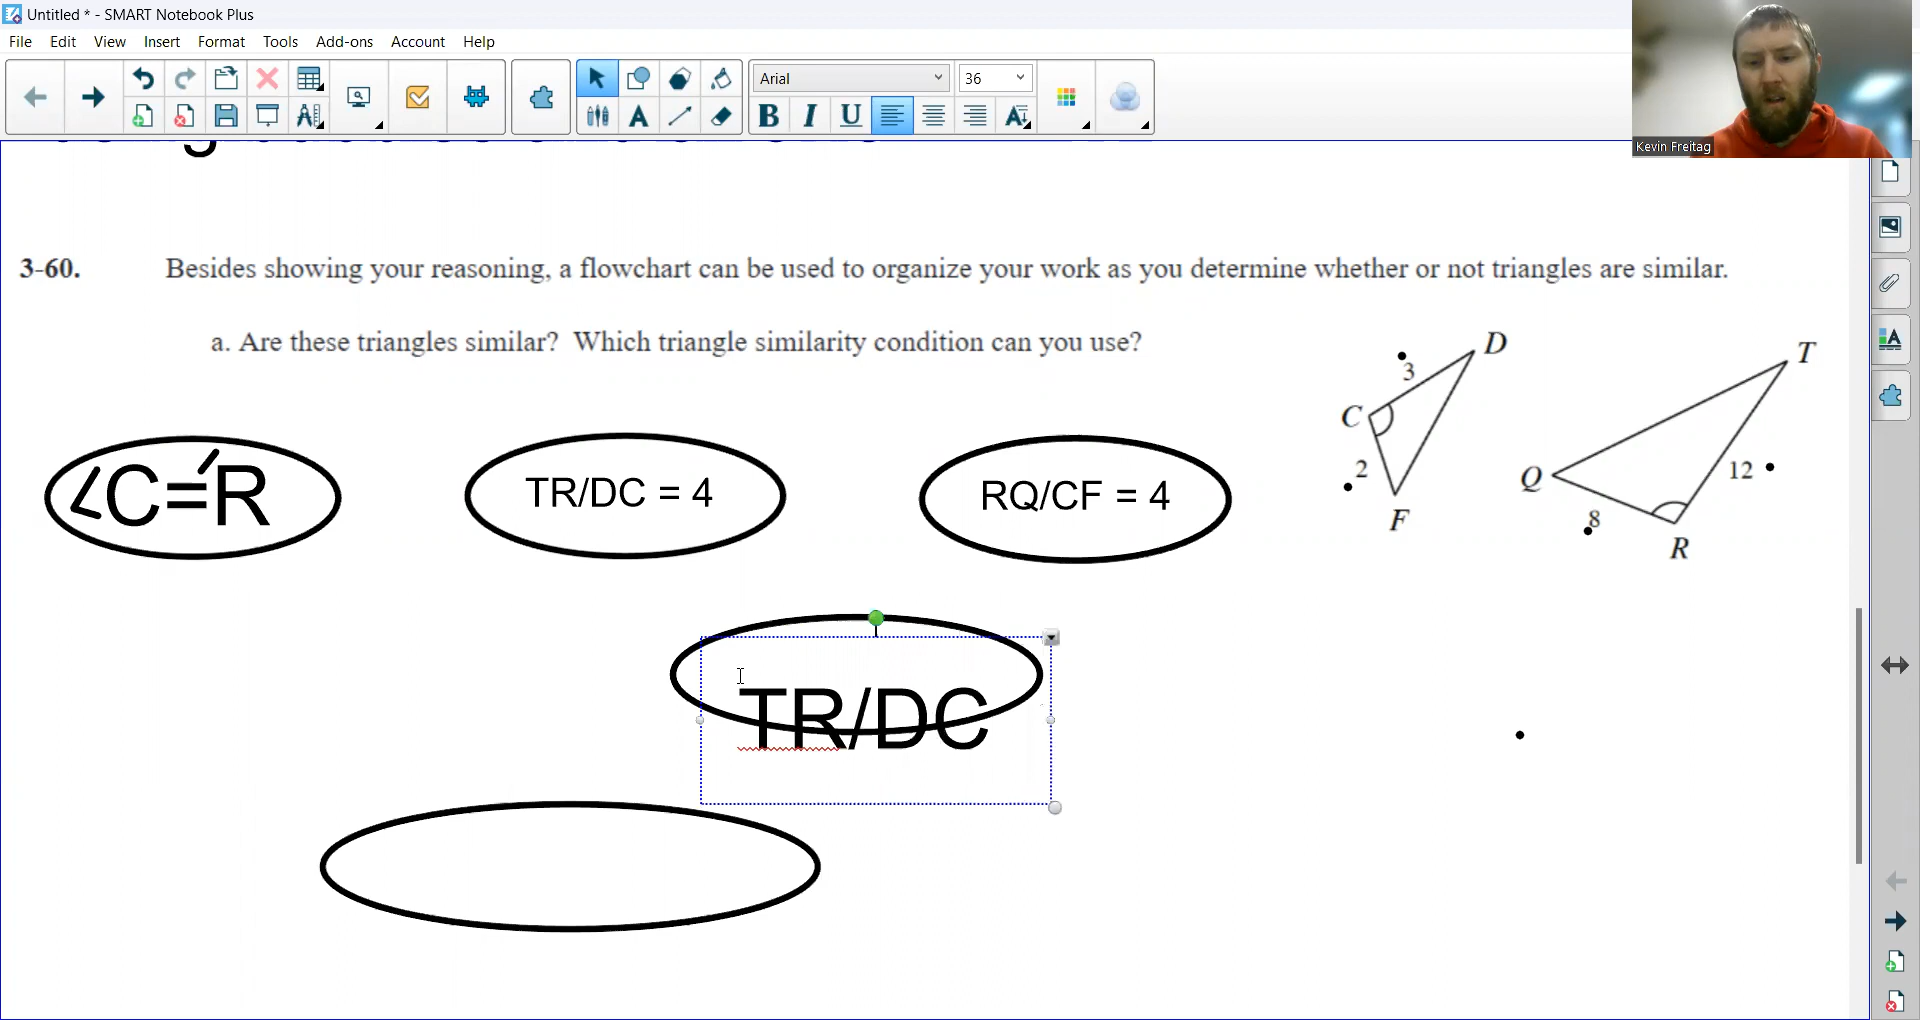 Untitled * - SMART Notebook Plus
File Edit View Insert Format Tools Add-ons Account Help
Arial 36
B I U A
Kevin Freitag
3-60. Besides showing your reasoning, a flowchart can be used to organize your work as you determine whether or not triangles are similar.
a. Are these triangles similar? Which triangle similarity condition can you use?
3 D
C
2
F
T
Q
12
8
R
∠C=R
TR/DC = 4
RQ/CF = 4
TR/DC